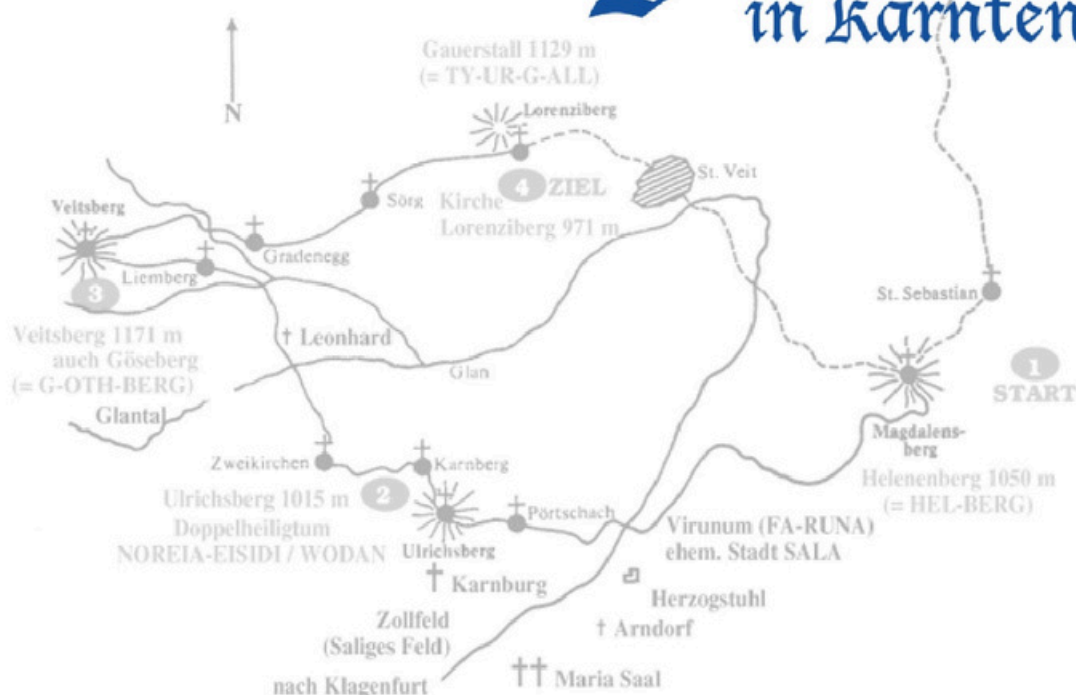 in Kärnten
Gauerstall 1129 m
(= TY-UR-G-ALL)
N
Lorenziberg
St. Veit
4 ZIEL
Kirche
Lorenziberg 971 m
Sörg
Veitsberg
Gradenegg
Liemberg
3
Veitsberg 1171 m
auch Göseberg
(= G-OTH-BERG)
Glantal
† Leonhard
Glan
St. Sebastian
1
START
Magdalens-
berg
Helenenberg 1050 m
(= HEL-BERG)
Zweikirchen
Karnberg
Ulrichsberg 1015 m
2
Doppelheiligtum
NOREIA-EISIDI / WODAN
Ulrichsberg
Pörtschach
Virunum (FA-RUNA)
ehem. Stadt SALA
† Karnburg
Herzogstuhl
Zollfeld
(Saliges Feld)
† Arndorf
nach Klagenfurt
†† Maria Saal